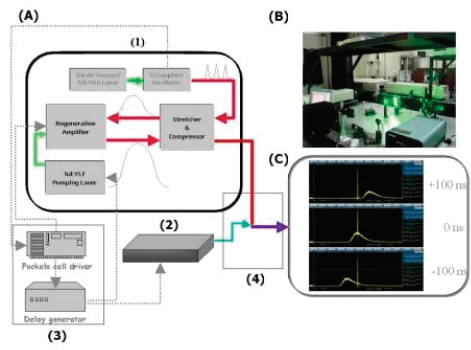 (A)
(B)
(1)
Diode Pumped
Nd:YAG Laser
Ti:Sapphire
Oscillator
Regenerative
Amplifier
Stretcher
&
Compressor
(C)
Nd:YLF
Pumping Laser
+100 ns
(2)
0 ns
Pockels cell driver
(4)
-100 ns
Delay generator
(3)